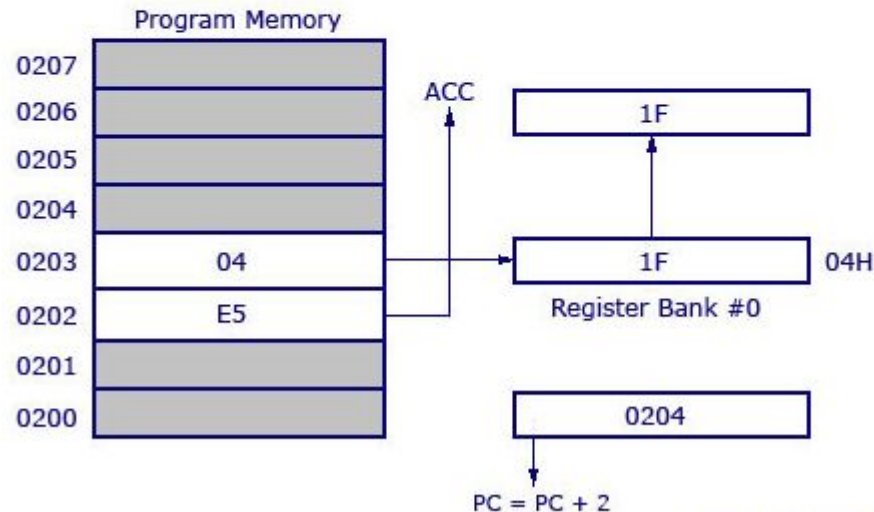 Program Memory
0207
0206
0205
0204
0203 04
0202 E5
0201
0200
ACC
1F
1F 04H
Register Bank #0
0204
PC = PC + 2